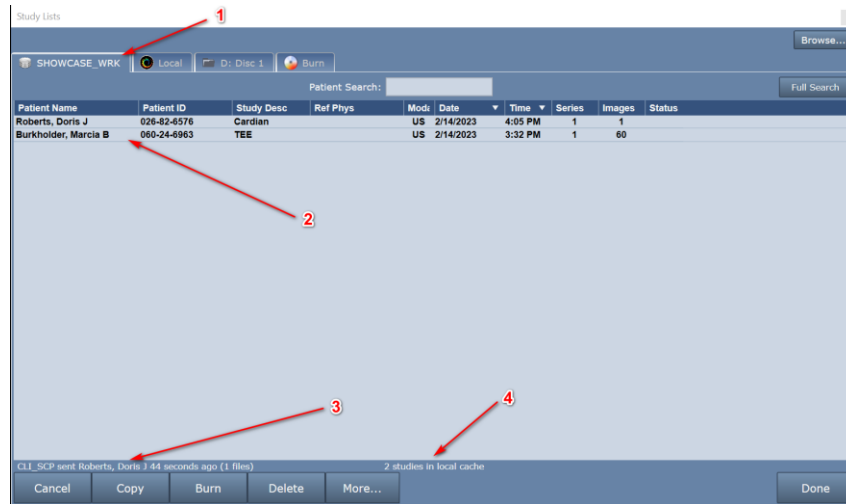 Study Lists
1
Browse...
SHOWCASE_WRK Local D: Disc 1 Burn
Patient Search: Full Search
Patient Name Patient ID Study Desc Ref Phys Moda Date Time Series Images Status
Roberts, Doris J 026-82-6576 Cardian US 2/14/2023 4:05 PM 1 1
Burkholder, Marcia B 060-24-6963 TEE US 2/14/2023 3:32 PM 1 60
2
3
4
CLI_SCP sent Roberts, Doris J 44 seconds ago (1 files) 2 studies in local cache
Cancel Copy Burn Delete More... Done